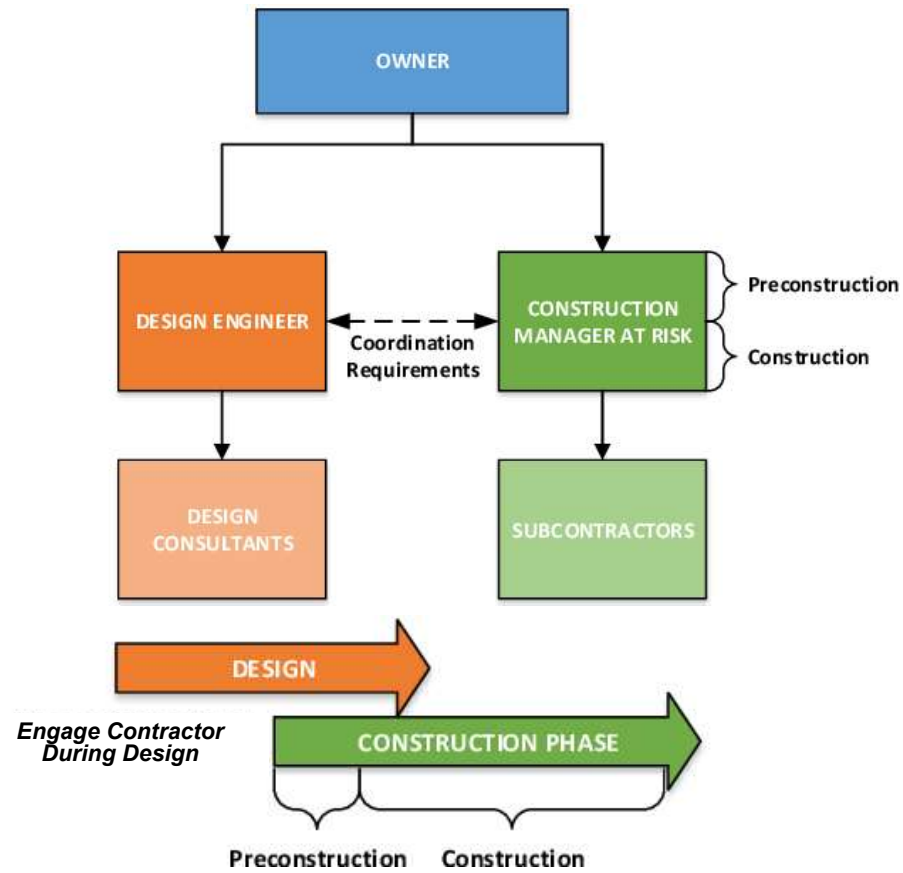 OWNER
DESIGN ENGINEER
Coordination
Requirements
CONSTRUCTION
MANAGER AT RISK
Preconstruction
Construction
DESIGN
CONSULTANTS
SUBCONTRACTORS
DESIGN
Engage Contractor
During Design
CONSTRUCTION PHASE
Preconstruction
Construction